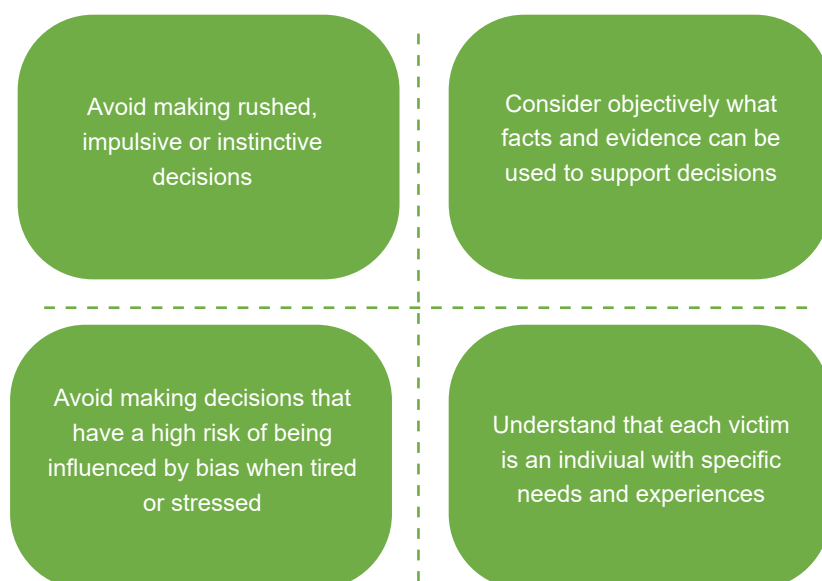 Avoid making rushed,
impulsive or instinctive
decisions
Consider objectively what
facts and evidence can be
used to support decisions
Avoid making decisions that
have a high risk of being
influenced by bias when tired
or stressed
Understand that each victim
is an indiviual with specific
needs and experiences